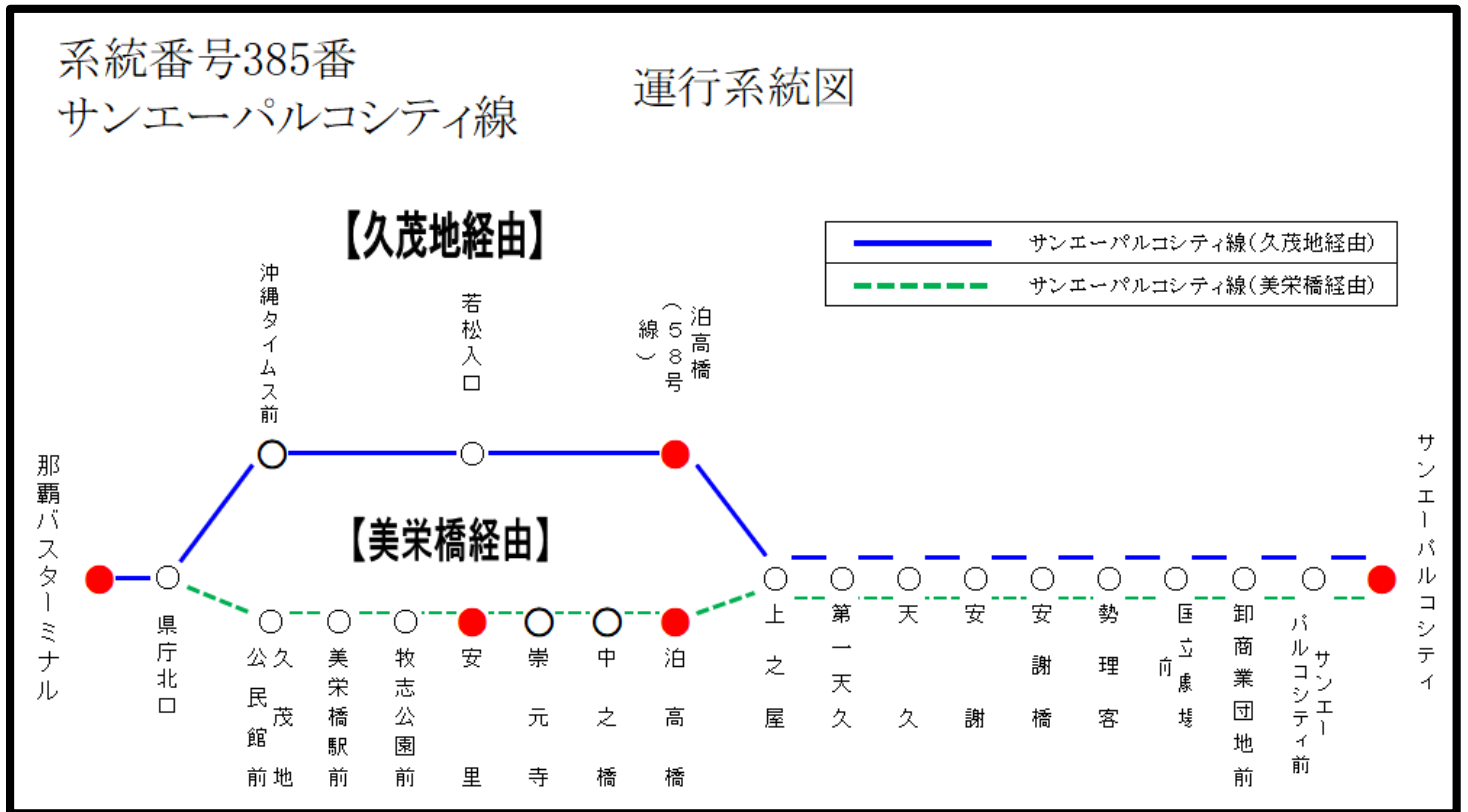 系統番号385番
サンエーパルコシティ線
運行系統図
【久茂地経由】
サンエーパルコシティ線(久茂地経由)
サンエーパルコシティ線(美栄橋経由)
沖縄タイムス前
若松入口
泊高橋
(58号
線)
【美栄橋経由】
那覇バスターミナル
県庁北口
久茂地
公民館前
美栄橋駅前
牧志公園前
安里
崇元寺
中之橋
泊高橋
上之屋
第一天久
天久
安謝
安謝橋
勢理客
国立劇場
前
卸商業団地前
サンエー
パルコシティ前
サンエーパルコシティ